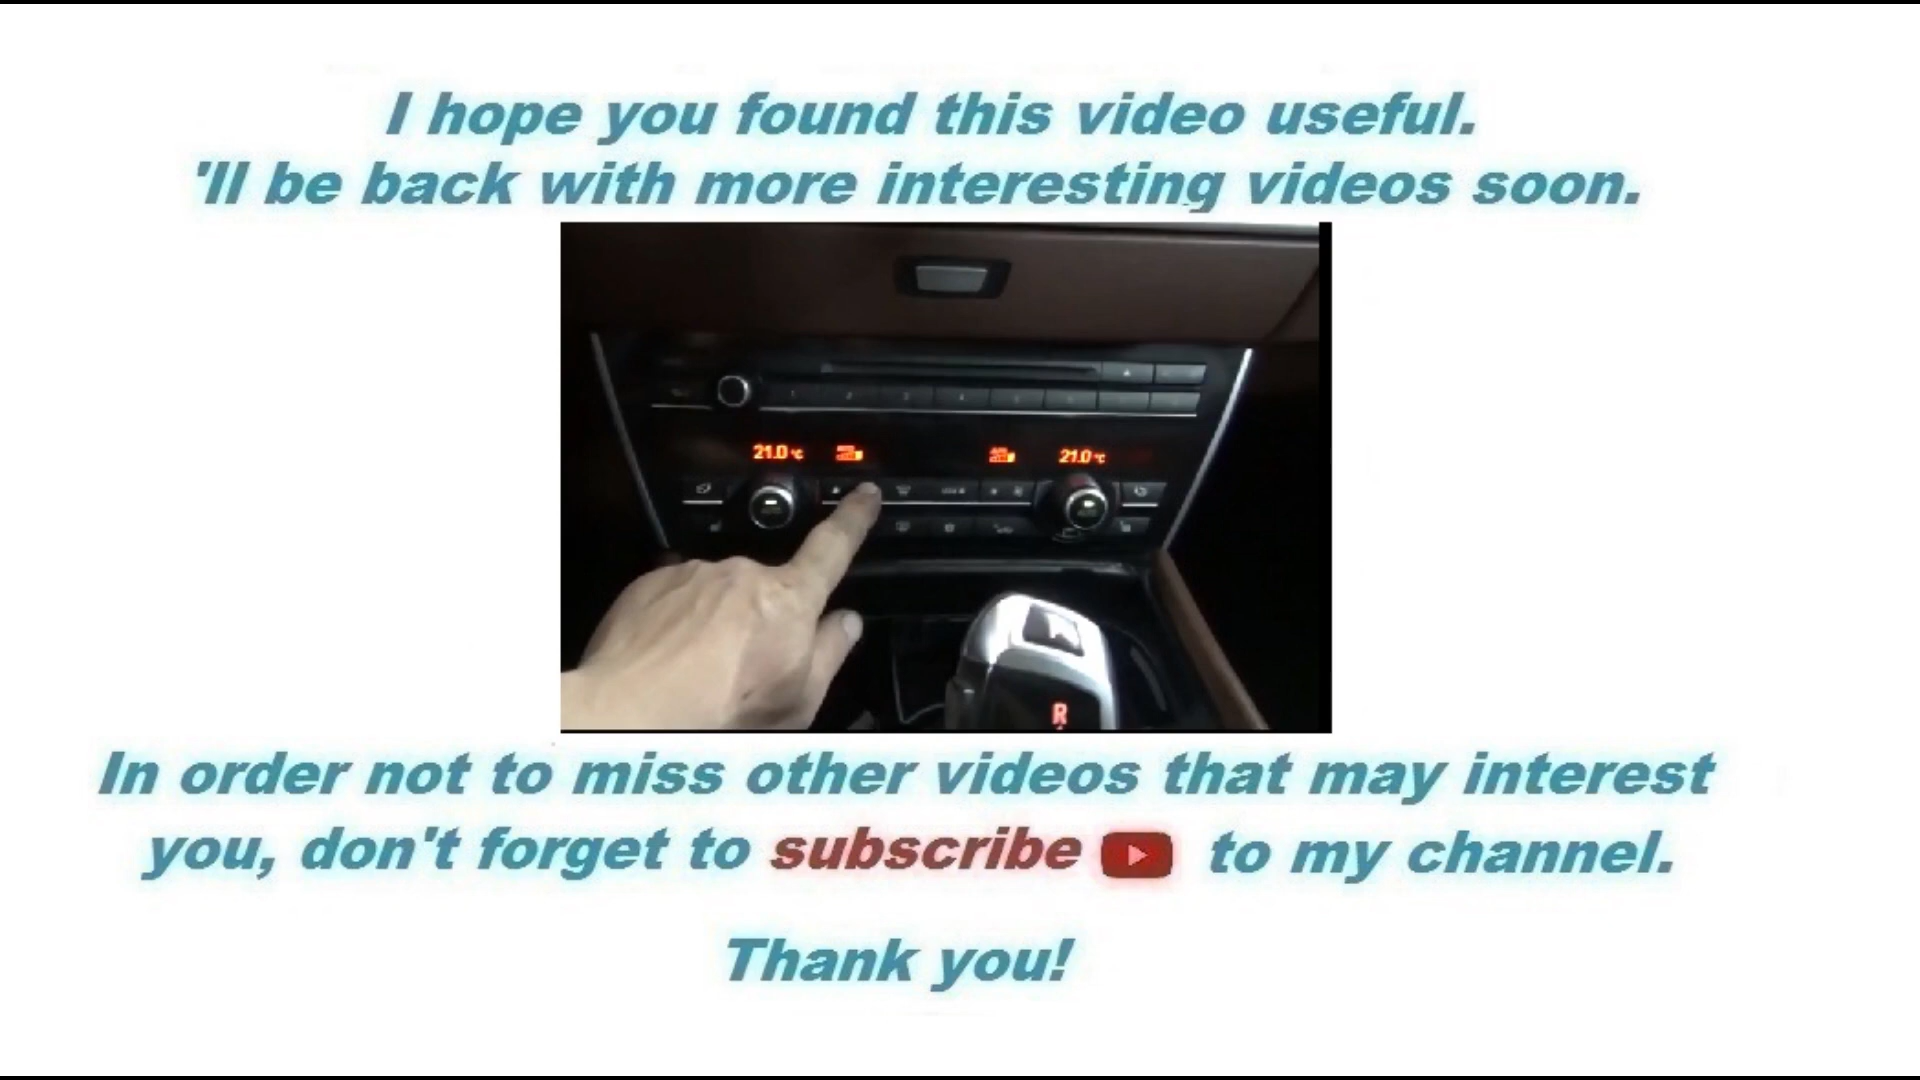 I hope you found this video useful.
'll be back with more interesting videos soon.
21.0 °C
21.0 °C
R
In order not to miss other videos that may interest
you, don't forget to subscribe to my channel.
Thank you!